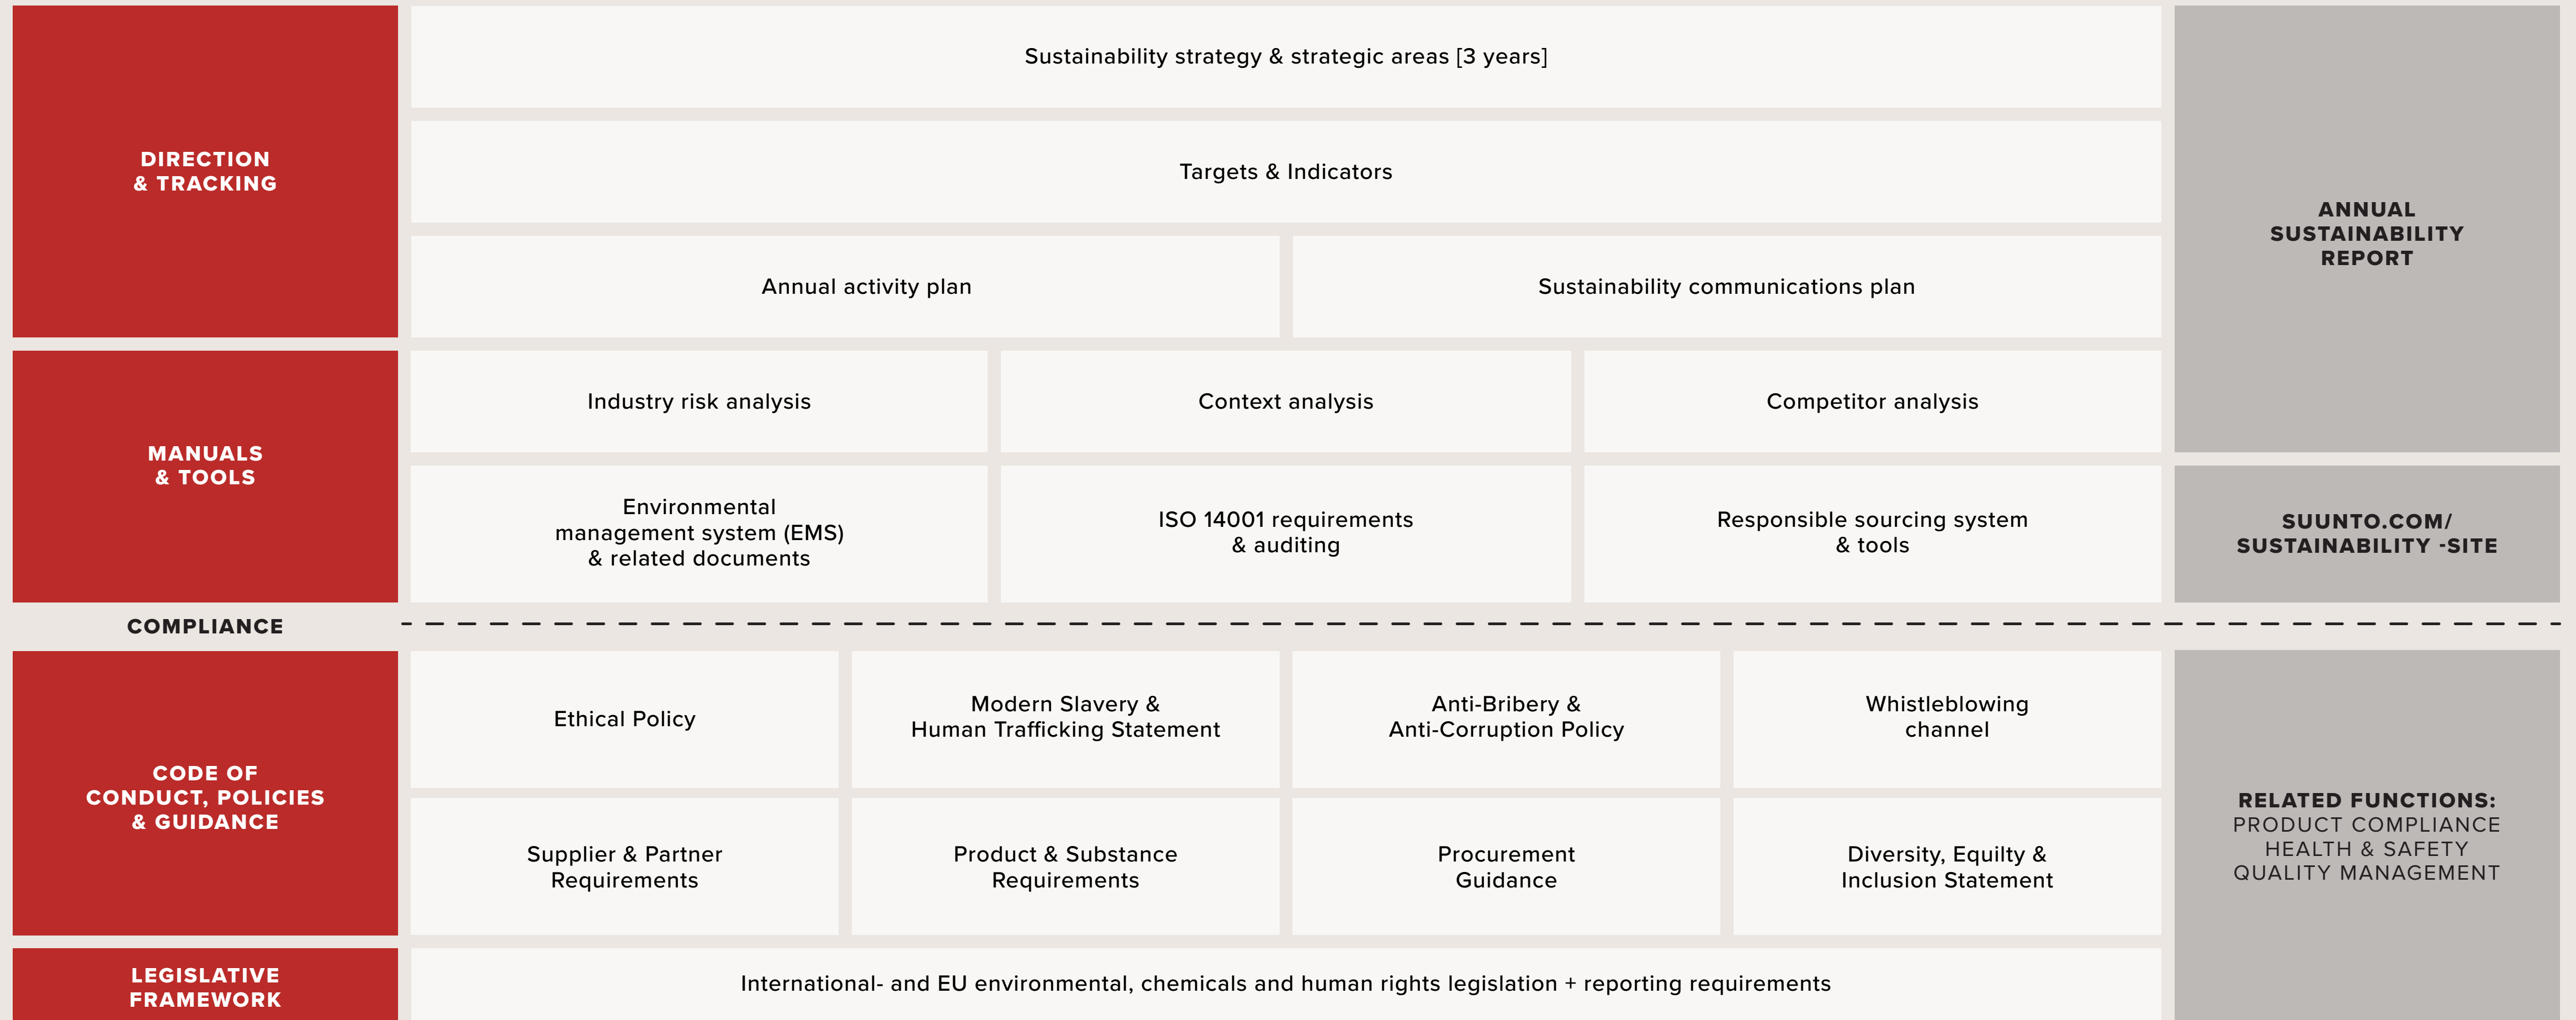 DIRECTION
& TRACKING
Sustainability strategy & strategic areas [3 years]
Targets & Indicators
Annual activity plan
Sustainability communications plan
ANNUAL
SUSTAINABILITY
REPORT
MANUALS
& TOOLS
Industry risk analysis
Context analysis
Competitor analysis
Environmental
management system (EMS)
& related documents
ISO 14001 requirements
& auditing
Responsible sourcing system
& tools
SUUNTO.COM/
SUSTAINABILITY -SITE
COMPLIANCE
CODE OF
CONDUCT, POLICIES
& GUIDANCE
Ethical Policy
Modern Slavery &
Human Trafficking Statement
Anti-Bribery &
Anti-Corruption Policy
Whistleblowing
channel
Supplier & Partner
Requirements
Product & Substance
Requirements
Procurement
Guidance
Diversity, Equilty &
Inclusion Statement
RELATED FUNCTIONS:
PRODUCT COMPLIANCE
HEALTH & SAFETY
QUALITY MANAGEMENT
LEGISLATIVE
FRAMEWORK
International- and EU environmental, chemicals and human rights legislation + reporting requirements